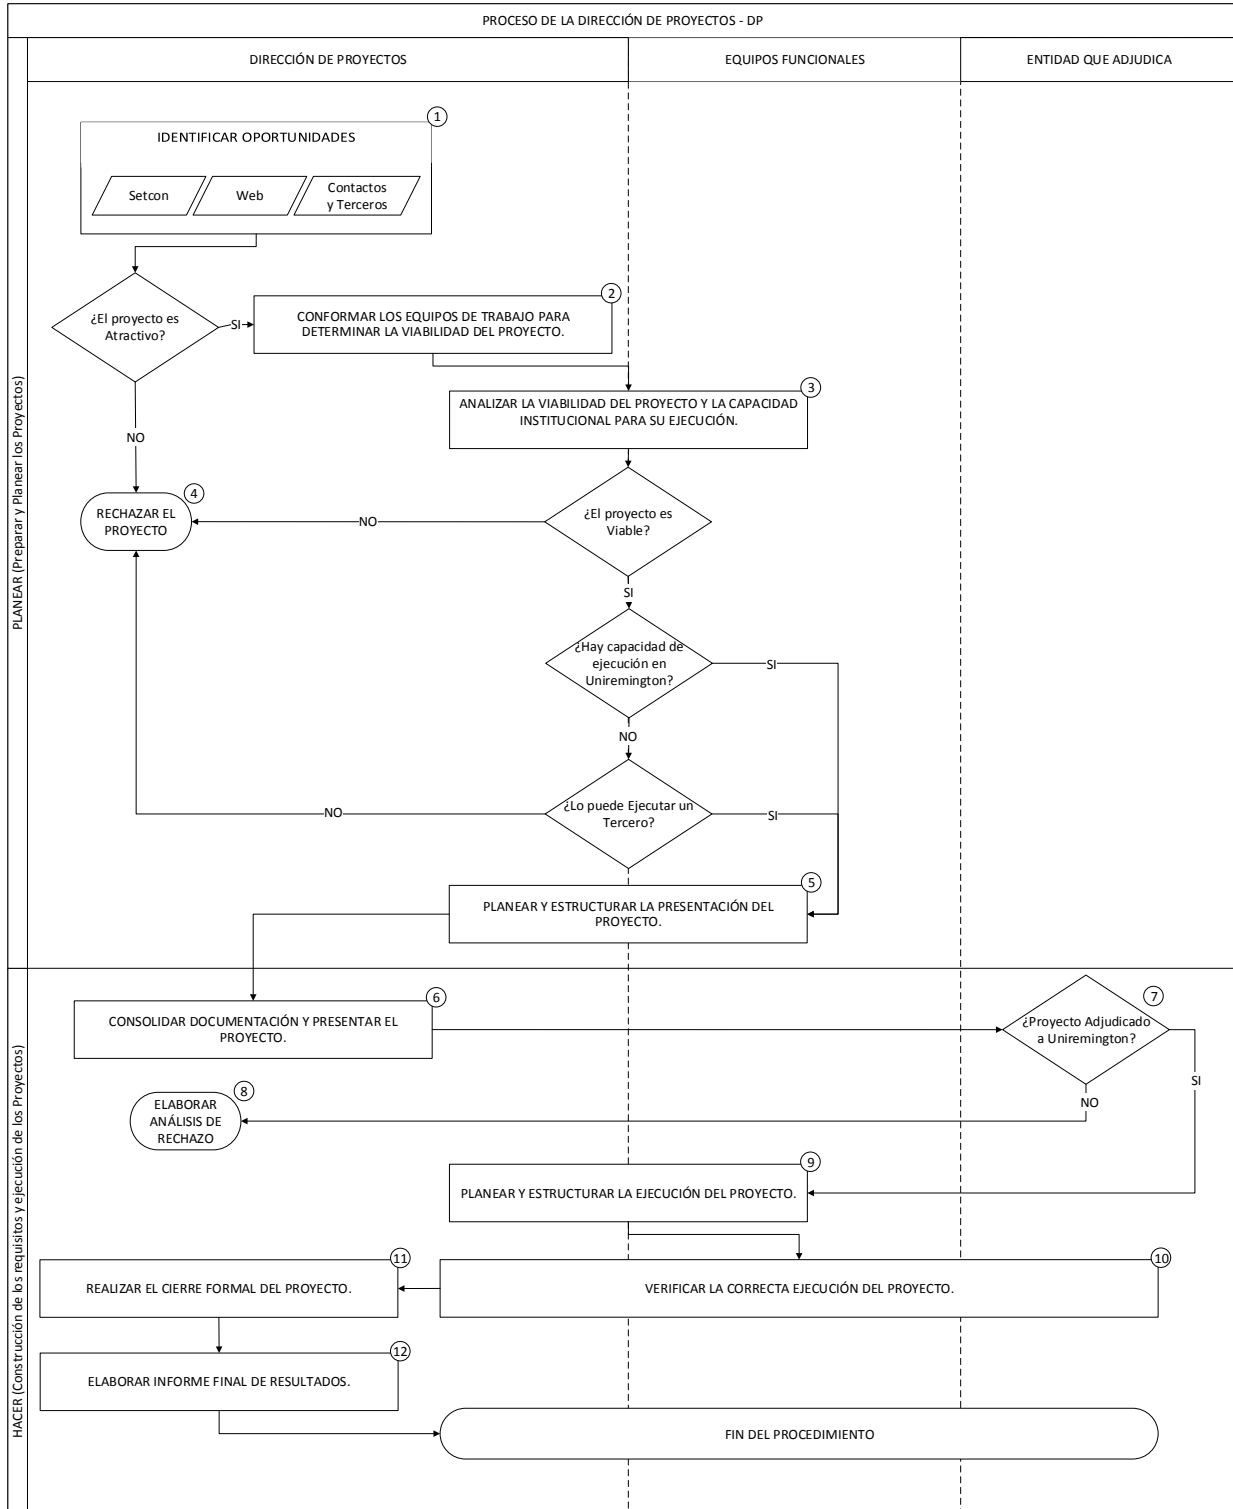 PROCESO DE LA DIRECCIÓN DE PROYECTOS - DP
DIRECCIÓN DE PROYECTOS
EQUIPOS FUNCIONALES
ENTIDAD QUE ADJUDICA
PLANEAR (Preparar y Planear los Proyectos)
1
IDENTIFICAR OPORTUNIDADES
Setcon
Web
Contactos
y Terceros
¿El proyecto es
Atractivo?
SI
2
CONFORMAR LOS EQUIPOS DE TRABAJO PARA
DETERMINAR LA VIABILIDAD DEL PROYECTO.
3
ANALIZAR LA VIABILIDAD DEL PROYECTO Y LA CAPACIDAD
INSTITUCIONAL PARA SU EJECUCIÓN.
NO
4
RECHAZAR EL
PROYECTO
NO
¿El proyecto es
Viable?
SI
¿Hay capacidad de
ejecución en
Uniremington?
SI
NO
¿Lo puede Ejecutar un
Tercero?
NO
SI
5
PLANEAR Y ESTRUCTURAR LA PRESENTACIÓN DEL
PROYECTO.
HACER (Construcción de los requisitos y ejecución de los Proyectos)
6
CONSOLIDAR DOCUMENTACIÓN Y PRESENTAR EL
PROYECTO.
7
¿Proyecto Adjudicado
a Uniremington?
SI
NO
8
ELABORAR
ANÁLISIS DE
RECHAZO
9
PLANEAR Y ESTRUCTURAR LA EJECUCIÓN DEL PROYECTO.
10
VERIFICAR LA CORRECTA EJECUCIÓN DEL PROYECTO.
11
REALIZAR EL CIERRE FORMAL DEL PROYECTO.
12
ELABORAR INFORME FINAL DE RESULTADOS.
FIN DEL PROCEDIMIENTO